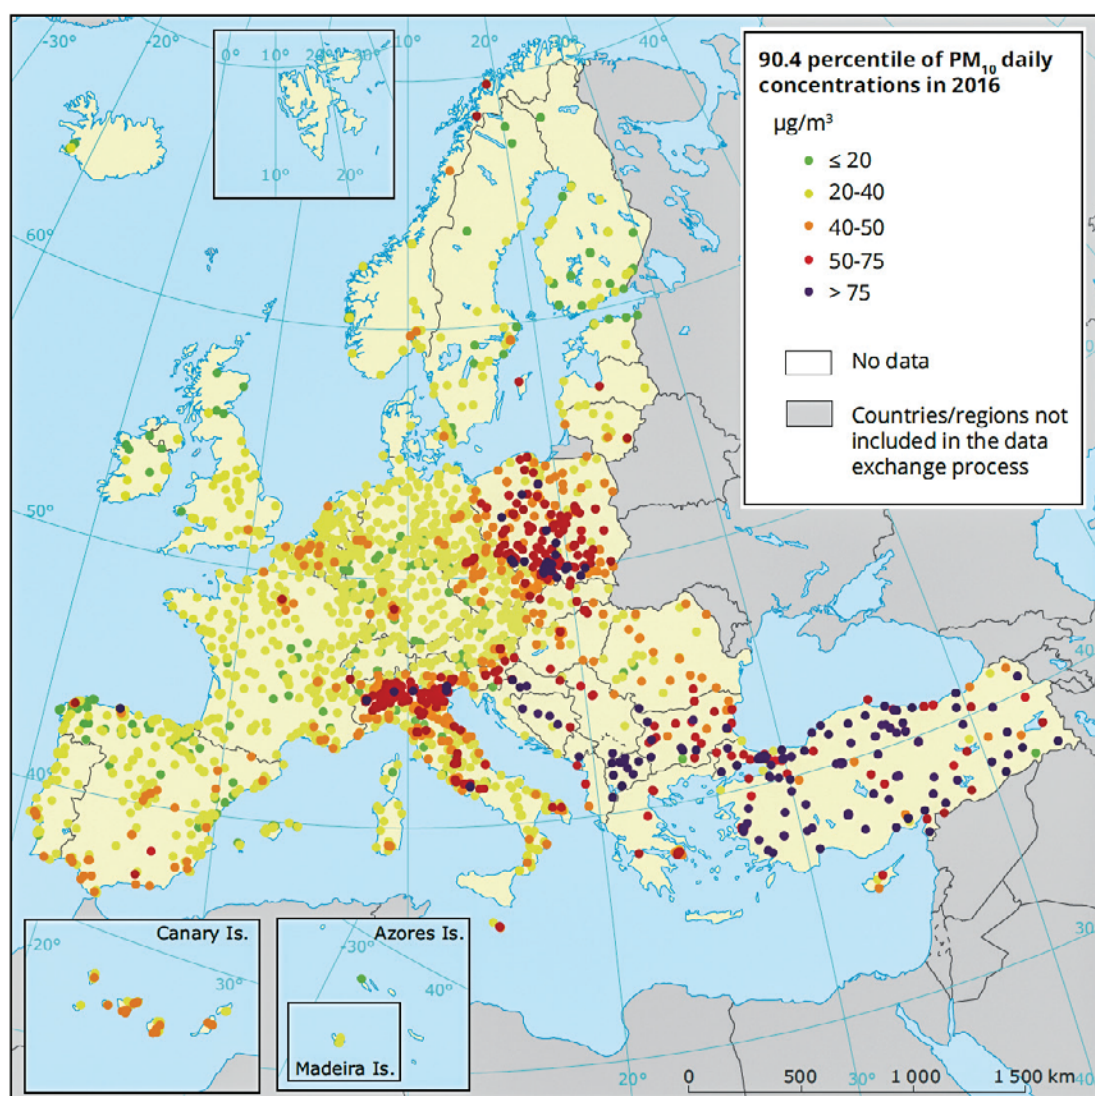 -30°
-20°
0°
10°
20°
30°
10°
20°
30°
40°
10°
20°
60°
50°
40°
90.4 percentile of PM₁₀ daily
concentrations in 2016
µg/m³
≤ 20
20-40
40-50
50-75
> 75
No data
Countries/regions not
included in the data
exchange process
40
30
Canary Is.
-20°
30°
Azores Is.
-30°
40°
Madeira Is.
20°
30°
40
0 500 1 000 1 500 km